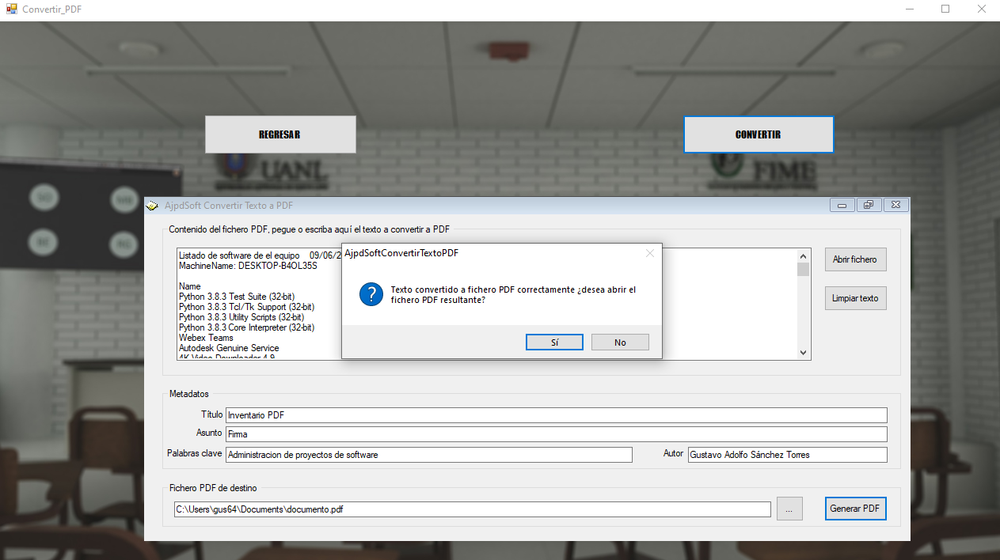 Convertir_PDF
REGRESAR
CONVERTIR
UANL
FIME
AjpdSoft Convertir Texto a PDF
Contenido del fichero PDF, pegue o escriba aquí el texto a convertir a PDF
Listado de software de el equipo 09/06/2
MachineName: DESKTOP-B4OL35S
Name
Python 3.8.3 Test Suite (32-bit)
Python 3.8.3 Tcl/Tk Support (32-bit)
Python 3.8.3 Utility Scripts (32-bit)
Python 3.8.3 Core Interpreter (32-bit)
Webex Teams
Autodesk Genuine Service
4K Video Downloader 4.9
Abrir fichero
Limpiar texto
AjpdSoftConvertirTextoPDF
Texto convertido a fichero PDF correctamente ¿desea abrir el
fichero PDF resultante?
Sí
No
Metadatos
Título Inventario PDF
Asunto Firma
Palabras clave Administracion de proyectos de software
Autor Gustavo Adolfo Sánchez Torres
Fichero PDF de destino
C:\Users\gus64\Documents\documento.pdf
...
Generar PDF